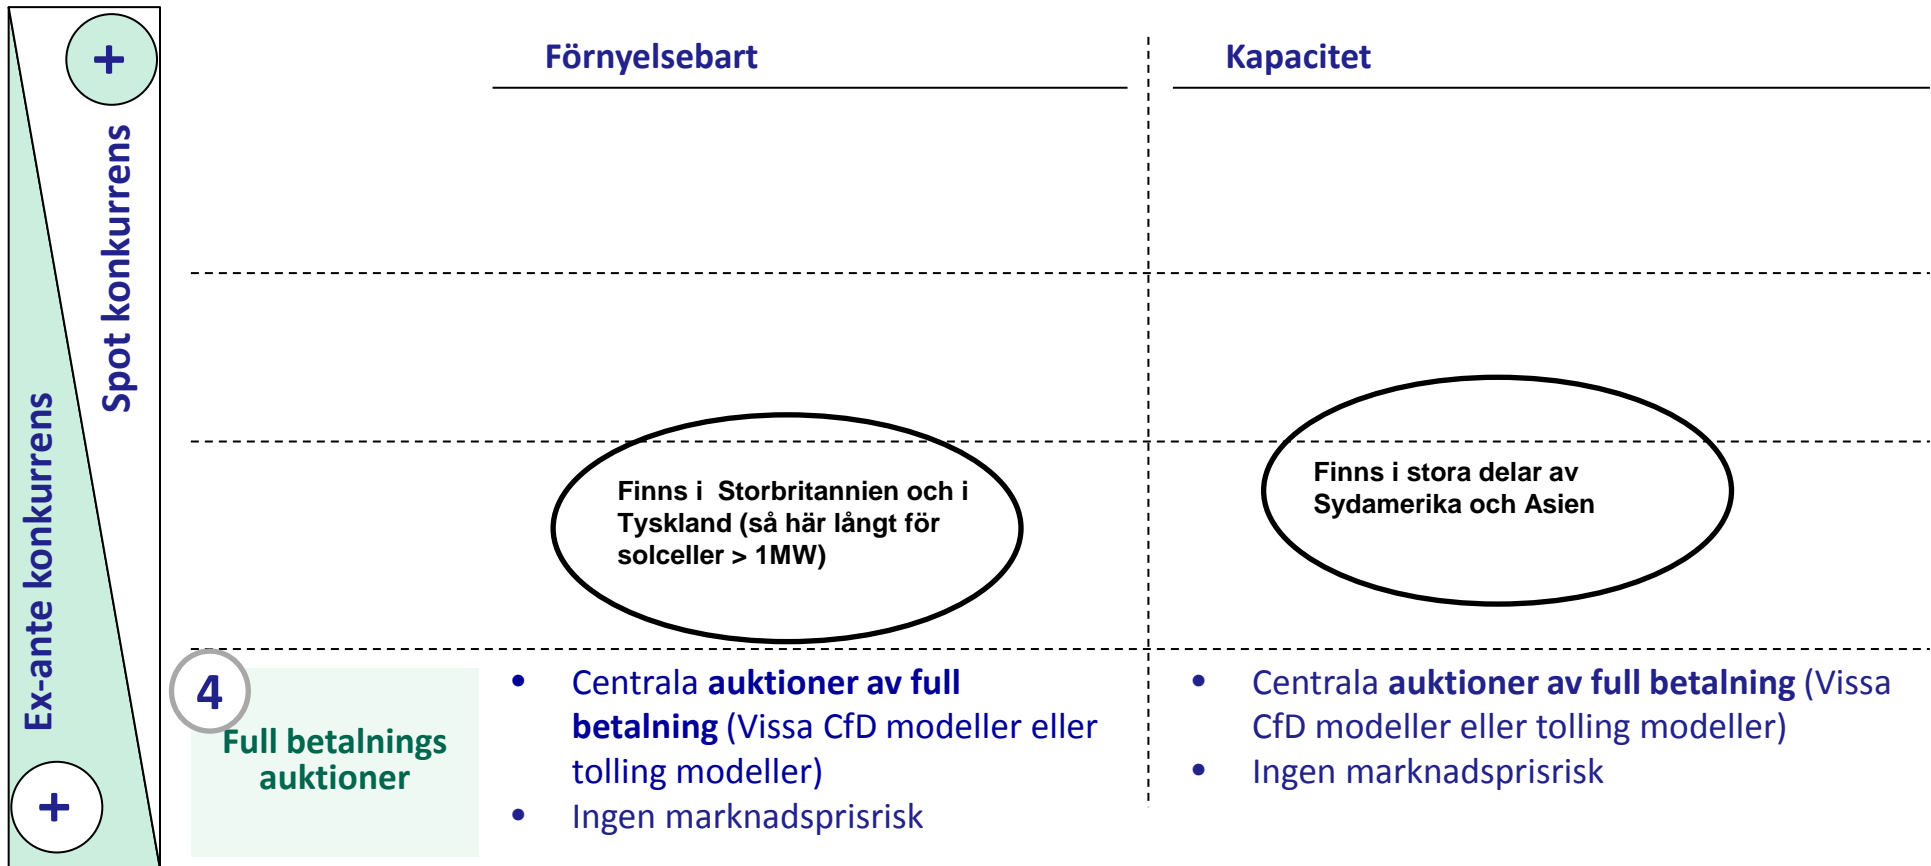 +
Spot konkurrens
Ex-ante konkurrens
+
Förnyelsebart
Kapacitet
Finns i  Storbritannien och i
Tyskland (så här långt för
solceller > 1MW)
Finns i stora delar av
Sydamerika och Asien
4
Full betalnings
auktioner
• Centrala auktioner av full
betalning (Vissa CfD modeller eller
tolling modeller)
• Ingen marknadsprisrisk
• Centrala auktioner av full betalning (Vissa
CfD modeller eller tolling modeller)
• Ingen marknadsprisrisk